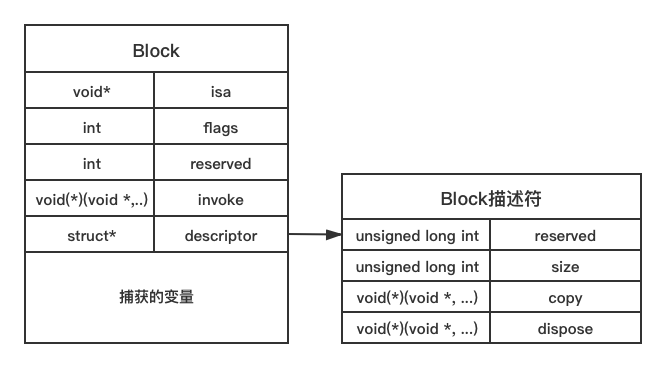 Block
void* isa
int flags
int reserved
void(*)(void *,..) invoke
struct* descriptor
捕获的变量
Block描述符
unsigned long int reserved
unsigned long int size
void(*)(void *, ...) copy
void(*)(void *, ...) dispose